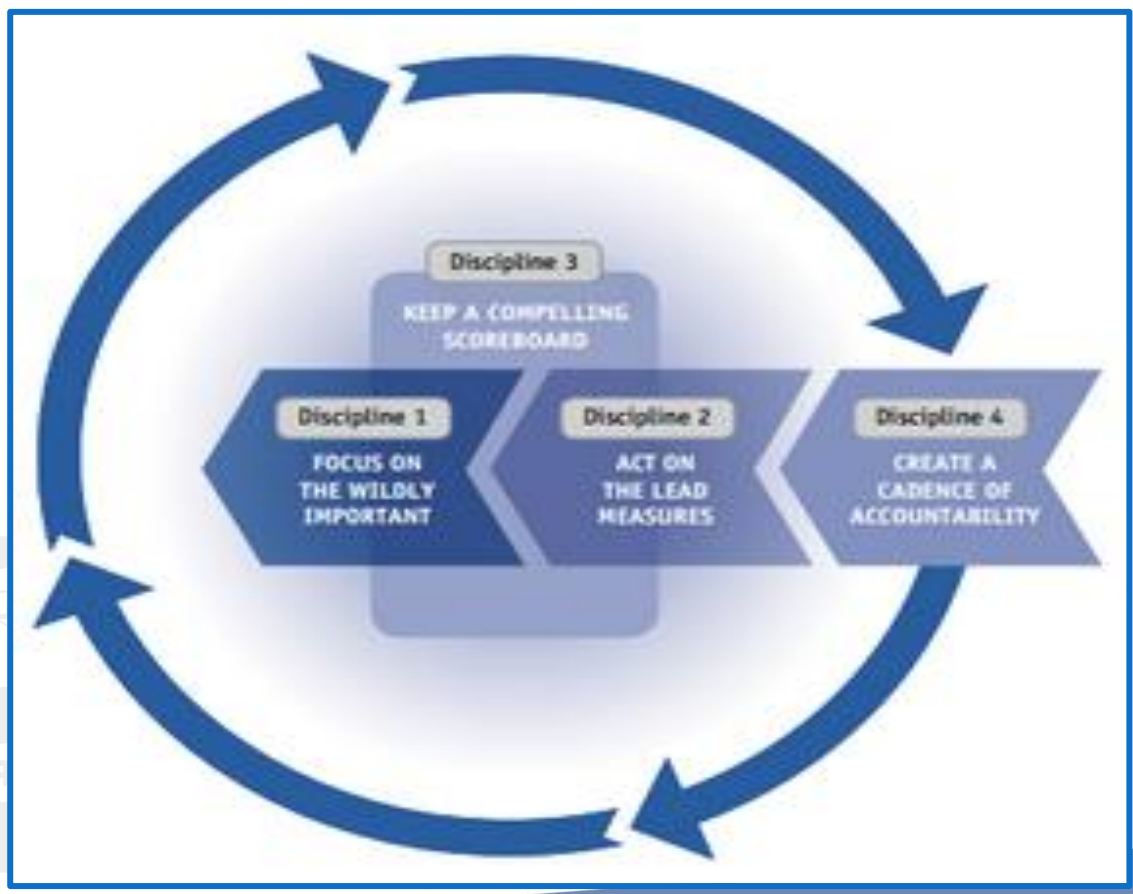 Discipline 3
KEEP A COMPELLING
SCOREBOARD
Discipline 1
FOCUS ON
THE WILDLY
IMPORTANT
Discipline 2
ACT ON
THE LEAD
MEASURES
Discipline 4
CREATE A
CADENCE OF
ACCOUNTABILITY